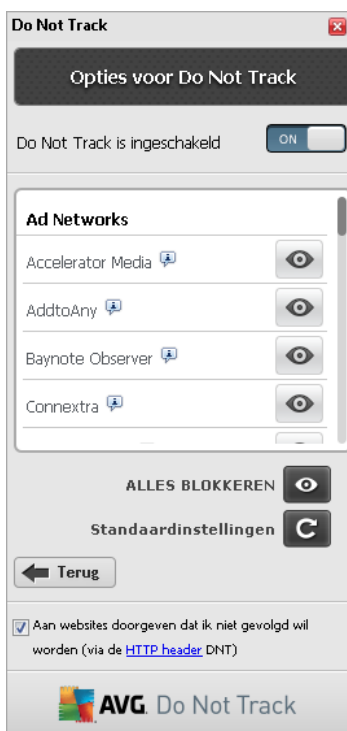 Do Not Track
Opties voor Do Not Track
Do Not Track is ingeschakeld
ON
Ad Networks
Accelerator Media
AddtoAny
Baynote Observer
Connextra
ALLES BLOKKEREN
Standaardinstellingen
Terug
Aan websites doorgeven dat ik niet gevolgd wil
worden (via de HTTP header DNT)
AVG. Do Not Track